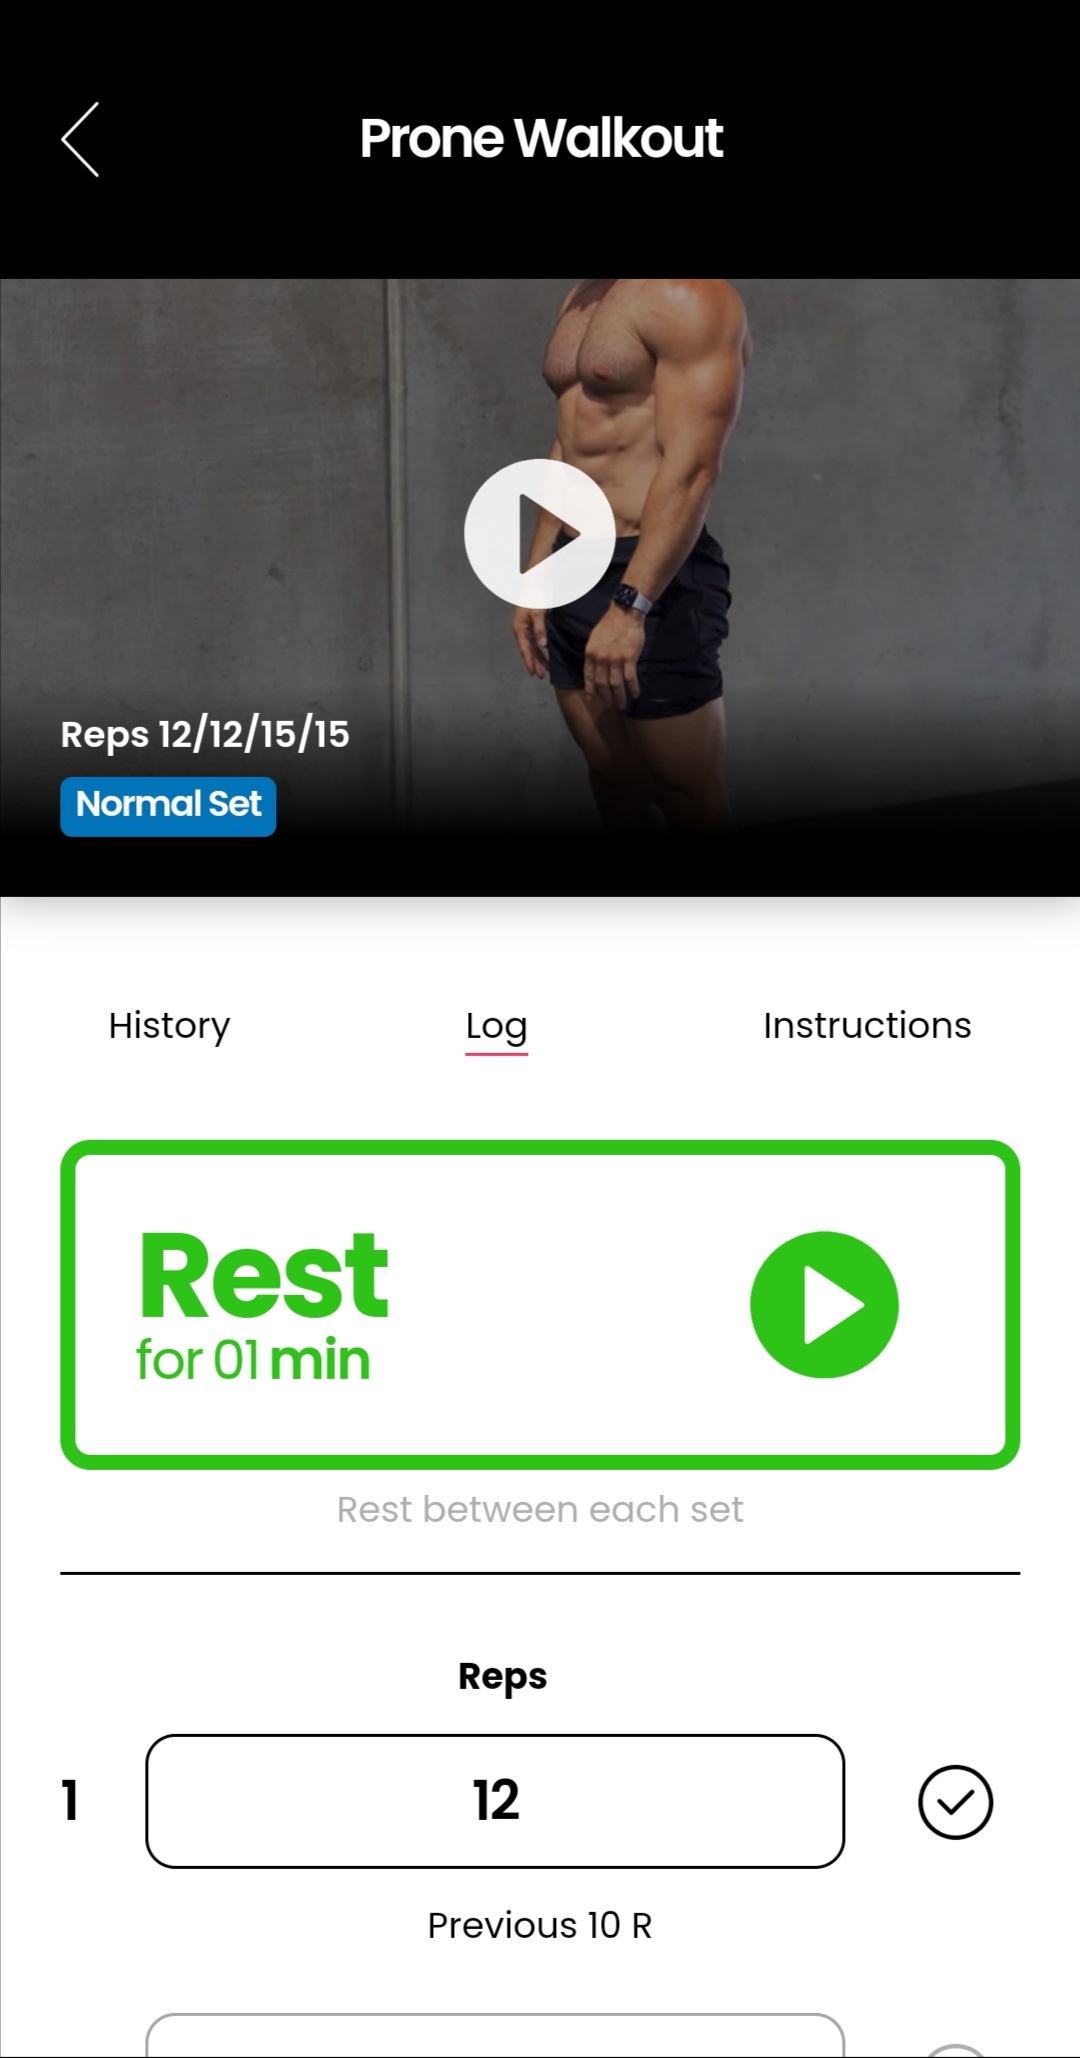 Prone Walkout
Reps 12/12/15/15
Normal Set
History Log Instructions
Rest
for 01 min
Rest between each set
Reps
1 12
Previous 10 R